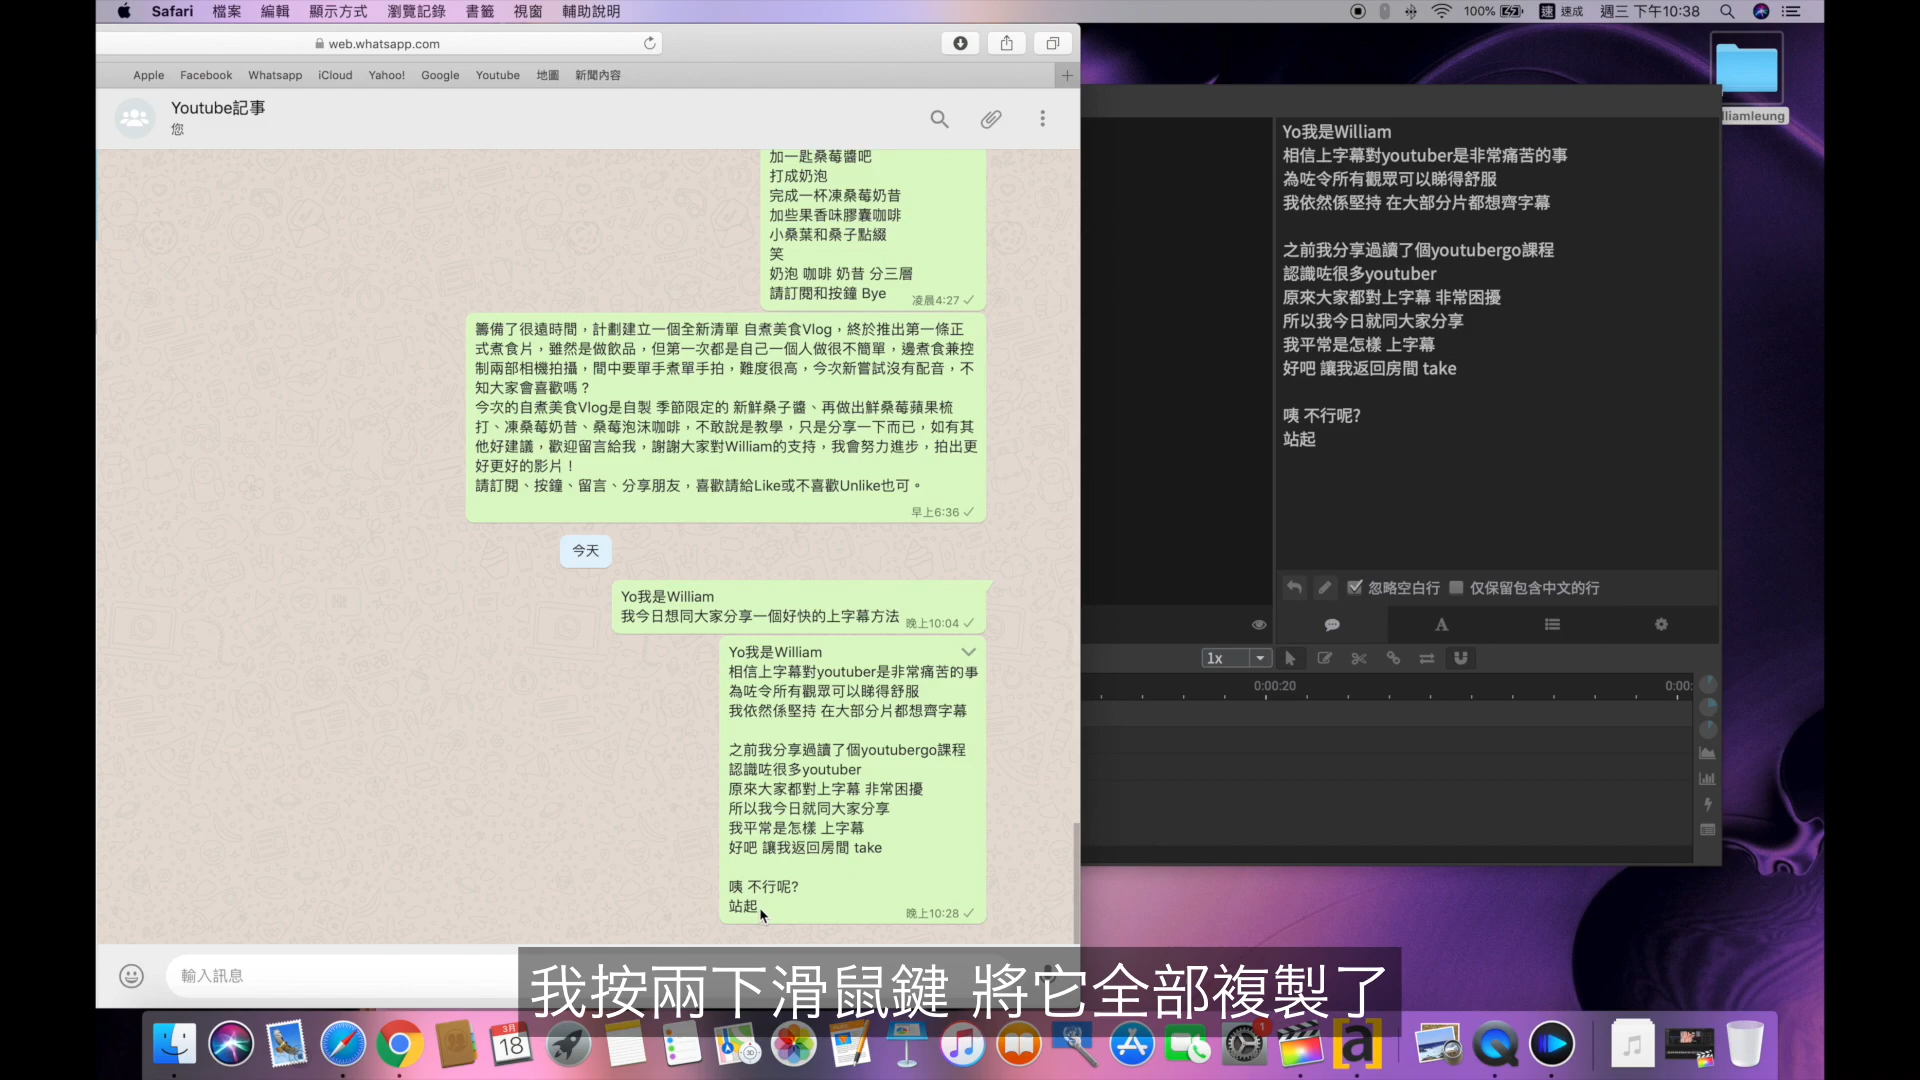 Safari 檔案 編輯 顯示方式 瀏覽記錄 書籤 視窗 輔助說明
100% 速 速成 週三 下午10:38
web.whatsapp.com
Apple Facebook Whatsapp iCloud Yahoo! Google Youtube 地圖 新聞內容
Youtube記事
您
加一匙桑莓醬吧
打成奶泡
完成一杯凍桑莓奶昔
加些果香味膠囊咖啡
小桑葉和桑子點綴
笑
奶泡 咖啡 奶昔 分三層
請訂閱和按鐘 Bye 凌晨4:27
籌備了很遠時間，計劃建立一個全新清單 自煮美食Vlog，終於推出第一條正
式煮食片，雖然是做飲品，但第一次都是自己一個人做很不簡單，邊煮食兼控
制兩部相機拍攝，間中要單手煮單手拍，難度很高，今次新嘗試沒有配音，不
知大家會喜歡嗎？
今次的自煮美食Vlog是自製 季節限定的 新鮮桑子醬、再做出鮮桑莓蘋果梳
打、凍桑莓奶昔、桑莓泡沫咖啡，不敢說是教學，只是分享一下而已，如有其
他好建議，歡迎留言給我，謝謝大家對William的支持，我會努力進步，拍出更
好更好的影片！
請訂閱、按鐘、留言、分享朋友，喜歡請給Like或不喜歡Unlike也可。
早上6:36
今天
Yo我是William
我今日想同大家分享一個好快的上字幕方法 晚上10:04
Yo我是William
相信上字幕對youtuber是非常痛苦的事
為咗令所有觀眾可以睇得舒服
我依然係堅持 在大部分片都想齊字幕
之前我分享過讀了個youtubergo課程
認識咗很多youtuber
原來大家都對上字幕 非常困擾
所以我今日就同大家分享
我平常是怎樣 上字幕
好吧 讓我返回房間 take
咦 不行呢?
站起
晚上10:28
輸入訊息
liamleung
Yo我是William
相信上字幕對youtuber是非常痛苦的事
為咗令所有觀眾可以睇得舒服
我依然係堅持 在大部分片都想齊字幕
之前我分享過讀了個youtubergo課程
認識咗很多youtuber
原來大家都對上字幕 非常困擾
所以我今日就同大家分享
我平常是怎樣 上字幕
好吧 讓我返回房間 take
咦 不行呢?
站起
忽略空白行 仅保留包含中文的行
1x
0:00:20 0:00:
我按兩下滑鼠鍵 將它全部複製了
3月
18
3D
1
a